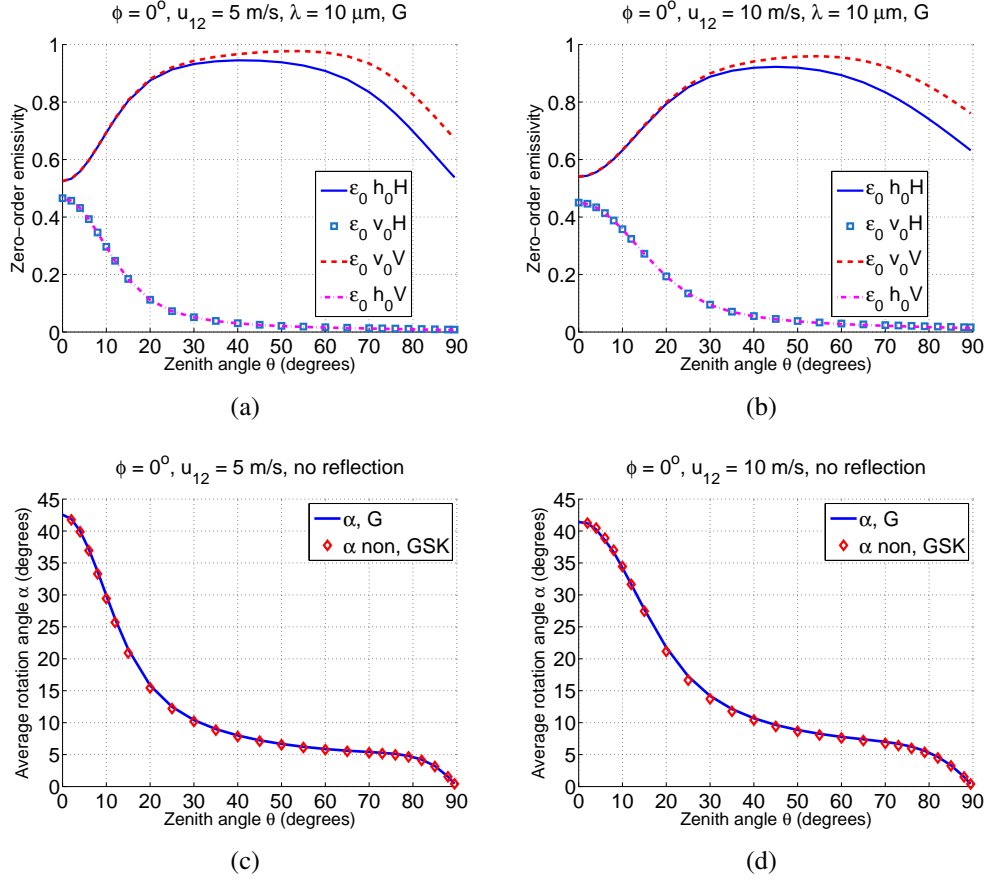 ϕ = 0°, u₁₂ = 5 m/s, λ = 10 μm, G
Zero−order emissivity
1
0.8
0.6
0.4
0.2
0
ε₀ h₀H
ε₀ v₀H
ε₀ v₀V
ε₀ h₀V
0 10 20 30 40 50 60 70 80 90
Zenith angle θ (degrees)
(a)
ϕ = 0°, u₁₂ = 10 m/s, λ = 10 μm, G
Zero−order emissivity
1
0.8
0.6
0.4
0.2
0
ε₀ h₀H
ε₀ v₀H
ε₀ v₀V
ε₀ h₀V
0 10 20 30 40 50 60 70 80 90
Zenith angle θ (degrees)
(b)
ϕ = 0°, u₁₂ = 5 m/s, no reflection
Average rotation angle α (degrees)
45
40
35
30
25
20
15
10
5
0
α, G
α non, GSK
0 10 20 30 40 50 60 70 80 90
Zenith angle θ (degrees)
(c)
ϕ = 0°, u₁₂ = 10 m/s, no reflection
Average rotation angle α (degrees)
45
40
35
30
25
20
15
10
5
0
α, G
α non, GSK
0 10 20 30 40 50 60 70 80 90
Zenith angle θ (degrees)
(d)